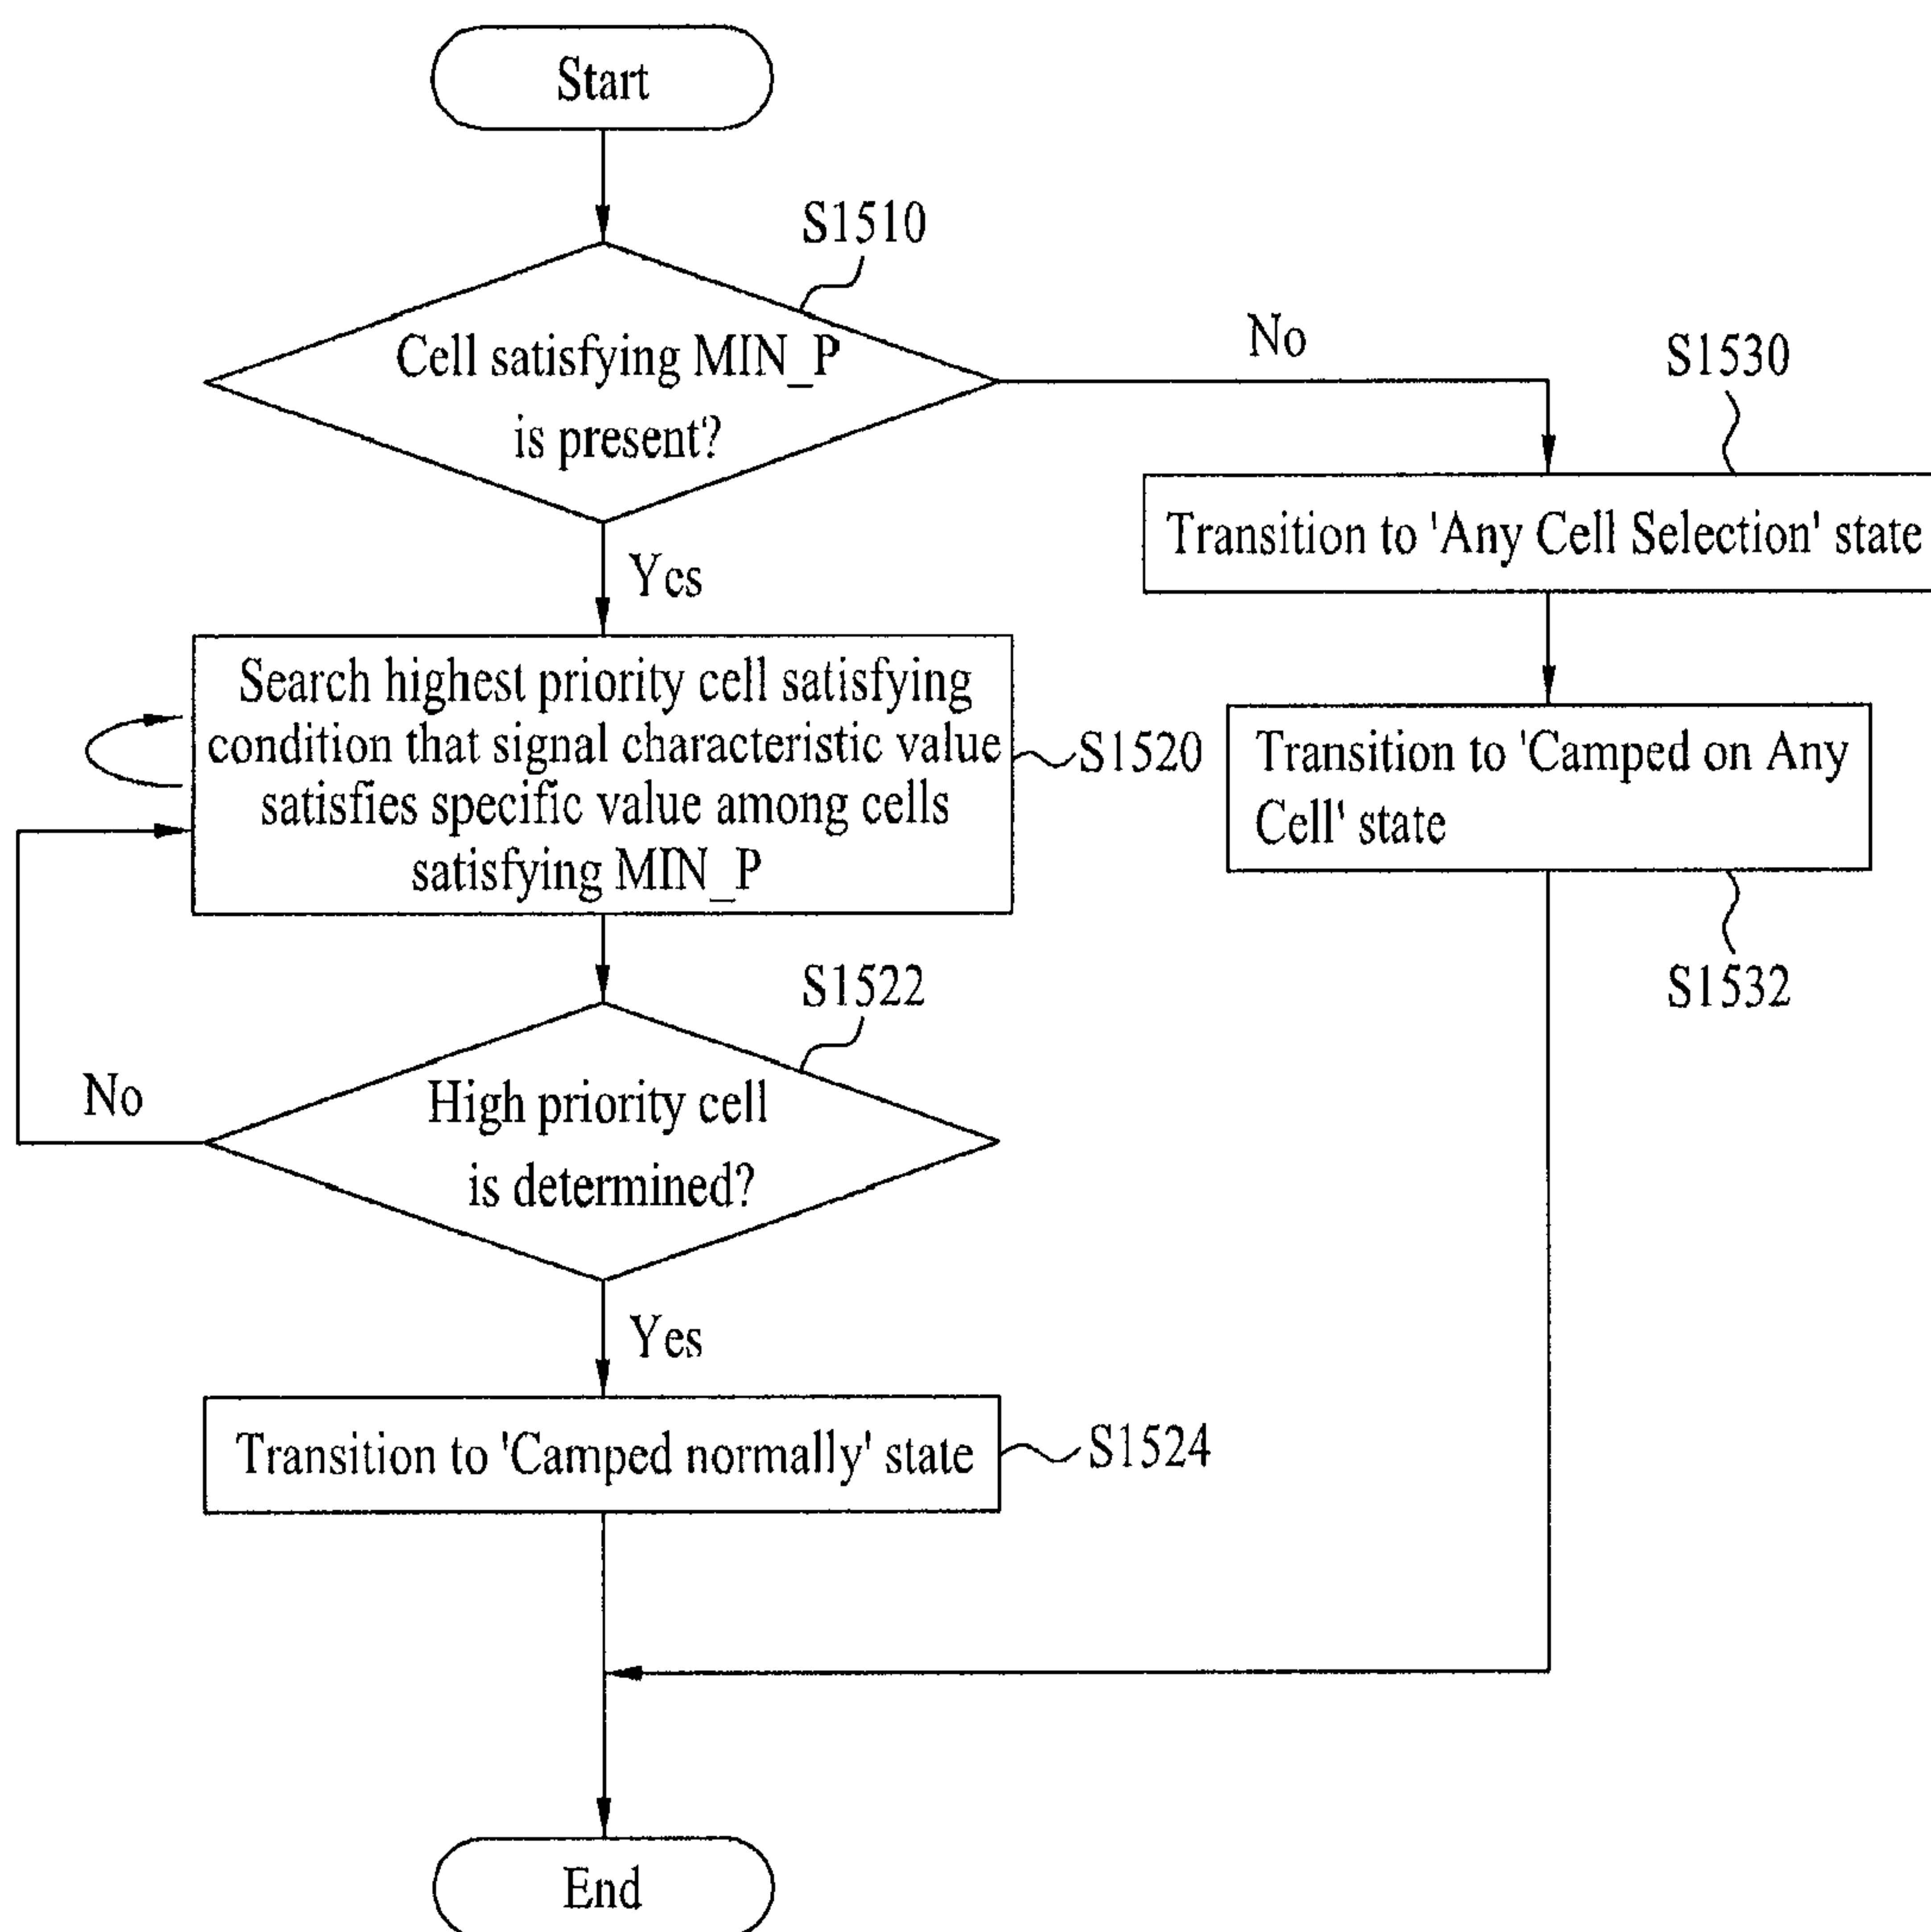 Start
S1510
Cell satisfying MIN_P
is present?
No
S1530
Transition to 'Any Cell Selection' state
Yes
Search highest priority cell satisfying
condition that signal characteristic value
satisfies specific value among cells
satisfying MIN_P
S1520
Transition to 'Camped on Any
Cell' state
S1532
S1522
High priority cell
is determined?
No
Yes
Transition to 'Camped normally' state
S1524
End